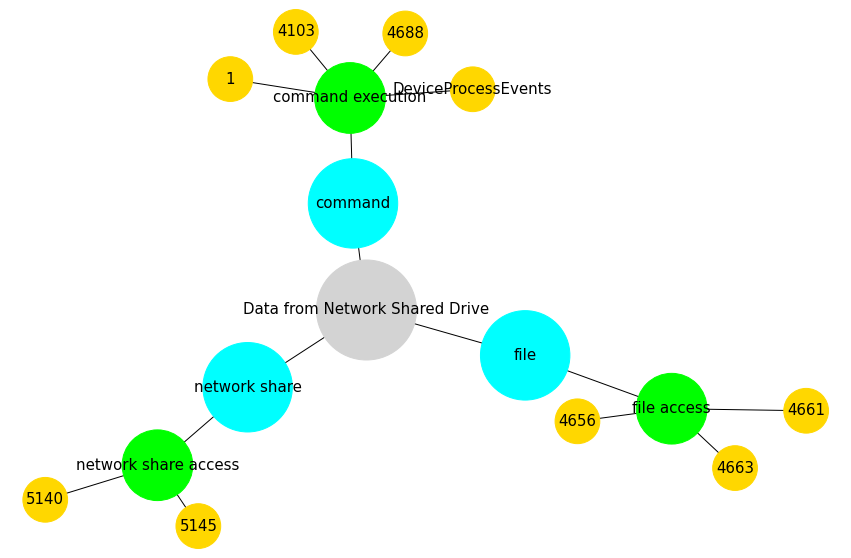 4103
4688
1
DeviceProcessEvents
command execution
command
Data from Network Shared Drive
file
network share
file access
4661
4656
network share access
4663
5140
5145